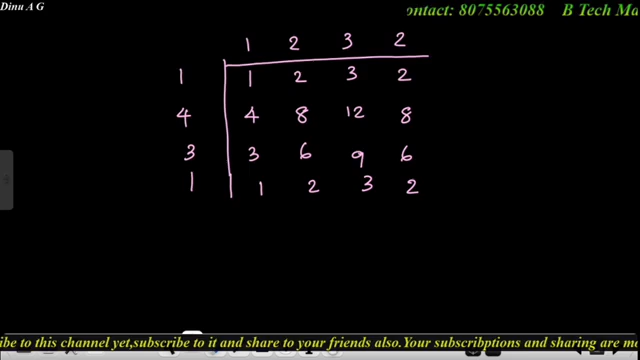 Dinu A G
ontact: 8075563088 B Tech Ma
1 2 3 2
1 1 2 3 2
4 4 8 12 8
3 3 6 9 6
1 1 2 3 2
ibe to this channel yet,subscribe to it and share to your friends also.Your subscribptions and sharing are mo